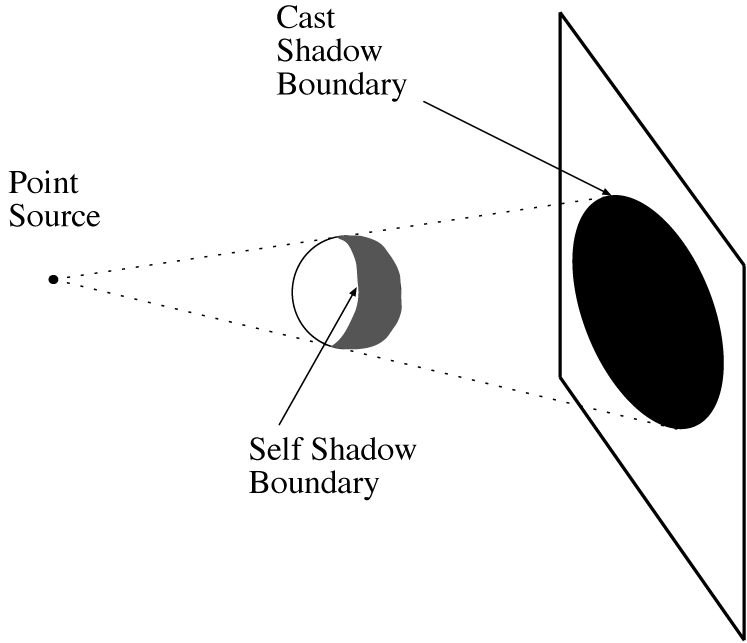 Cast
Shadow
Boundary
Point
Source
Self Shadow
Boundary